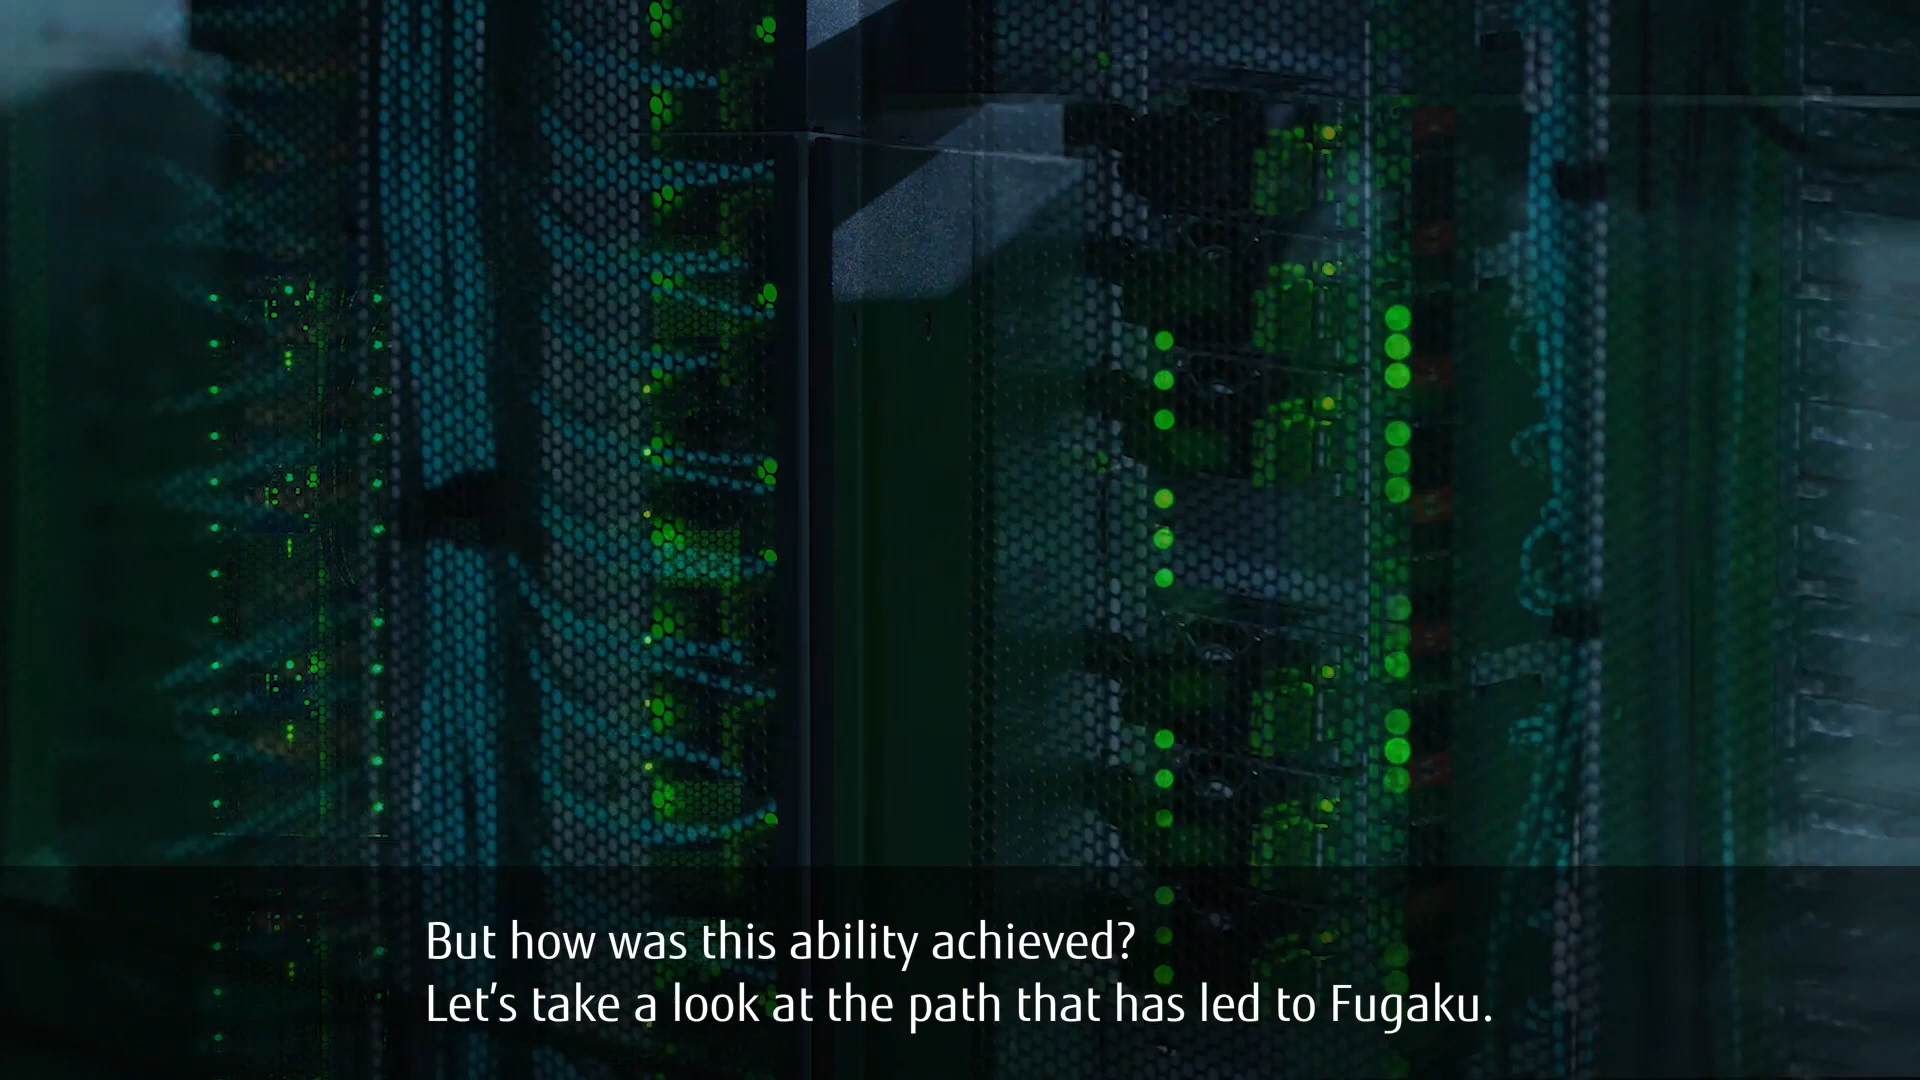 But how was this ability achieved?
Let's take a look at the path that has led to Fugaku.